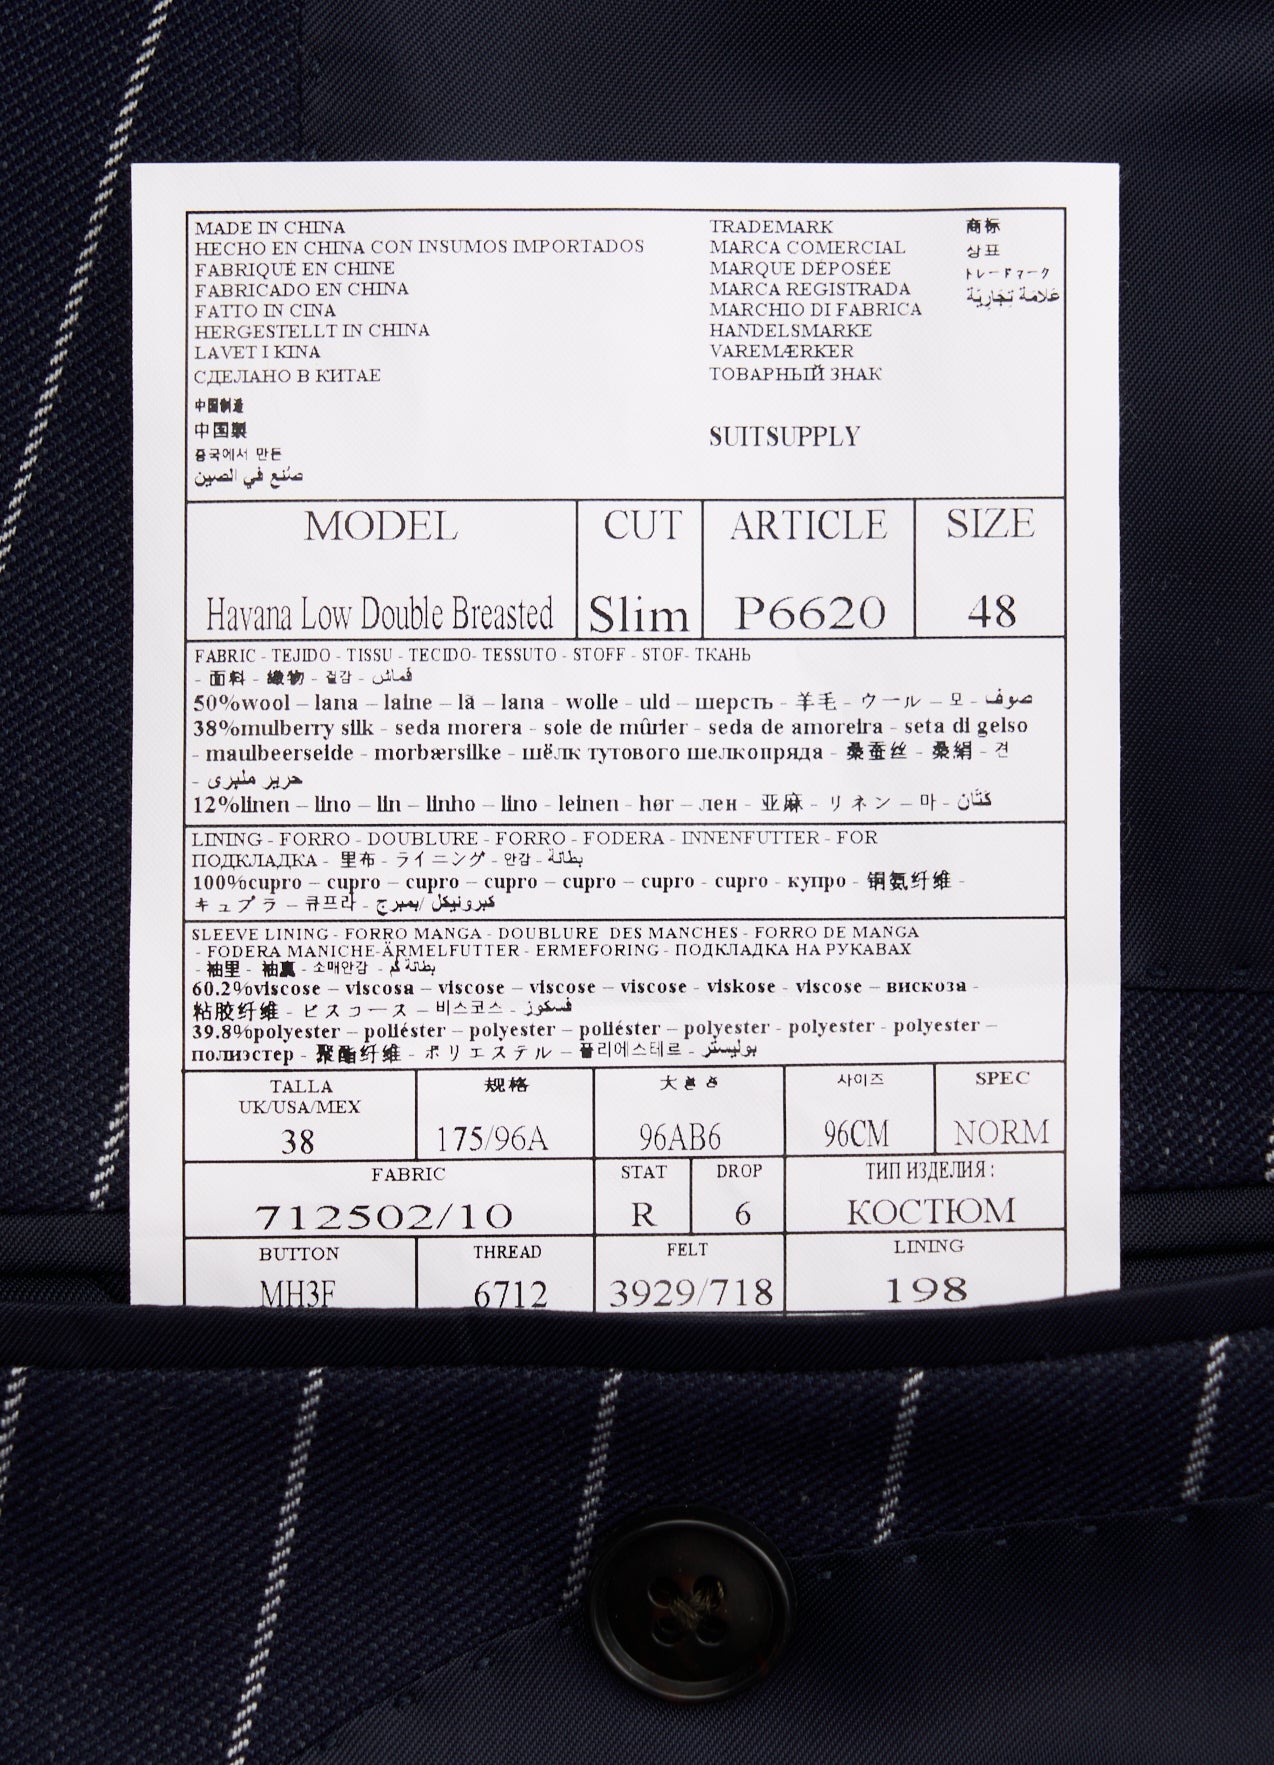 MADE IN CHINA
HECHO EN CHINA CON INSUMOS IMPORTADOS
FABRIQUÉ EN CHINE
FABRICADO EN CHINA
FATTO IN CINA
HERGESTELLT IN CHINA
LAVET I KINA
СДЕЛАНО В КИТАЕ
中国制造
中国製
중국에서 만든
صنع في الصين
TRADEMARK
MARCA COMERCIAL
MARQUE DÉPOSÉE
MARCA REGISTRADA
MARCHIO DI FABRICA
HANDELSMARKE
VAREMÆRKER
ТОВАРНЫЙ ЗНАК
商标
상표
トレードマーク
عَلامَة تِجَارِيَّة
SUITSUPPLY
MODEL
Havana Low Double Breasted
CUT
Slim
ARTICLE
P6620
SIZE
48
FABRIC - TEJIDO - TISSU - TECIDO- TESSUTO - STOFF - STOF- ТКАНЬ
- 面料 - 織物 - 겉감 - قماش
50%wool – lana – laine – lã – lana - wolle - uld – шерсть - 羊毛 - ウール – 모 - صوف
38%mulberry silk - seda morera - soie de mûrier - seda de amoreira - seta di gelso
- maulbeerseide - morbærsilke - шёлк тутового шелкопряда - 桑蚕丝 - 桑絹 - 견
- حرير ملبرى
12%linen – lino – lin – linho – lino - leinen - hør – лен - 亚麻 - リネン – 마 - كَتَّان
LINING - FORRO - DOUBLURE - FORRO - FODERA - INNENFUTTER - FOR
ПОДКЛАДКА - 里布 - ライニング - 안감 - بطانة
100%cupro – cupro – cupro – cupro – cupro – cupro - cupro - купро - 铜氨纤维 -
キュプラ – 큐프라 - كبرونيكل /بمبرج
SLEEVE LINING - FORRO MANGA - DOUBLURE DES MANCHES - FORRO DE MANGA
- FODERA MANICHE-ÄRMELFUTTER - ERMEFORING - ПОДКЛАДКА НА РУКАВАХ
- 袖里 - 袖裏 - 소매안감 - بطانة كم
60.2%viscose – viscosa – viscose – viscose – viscose - viskose - viscose – вискоза -
粘胶纤维 - ビスコース – 비스코스 - فسكوز
39.8%polyester – poliéster – polyester – poliéster – polyester - polyester - polyester –
полиэстер - 聚酯纤维 - ポリエステル – 폴리에스테르 - بوليستر
TALLA
UK/USA/MEX
38
规格
175/96A
大きさ
96AB6
사이즈
96CM
SPEC
NORM
FABRIC
712502/10
STAT
R
DROP
6
ТИП ИЗДЕЛИЯ :
КОСТЮМ
BUTTON
MH3F
THREAD
6712
FELT
3929/718
LINING
198